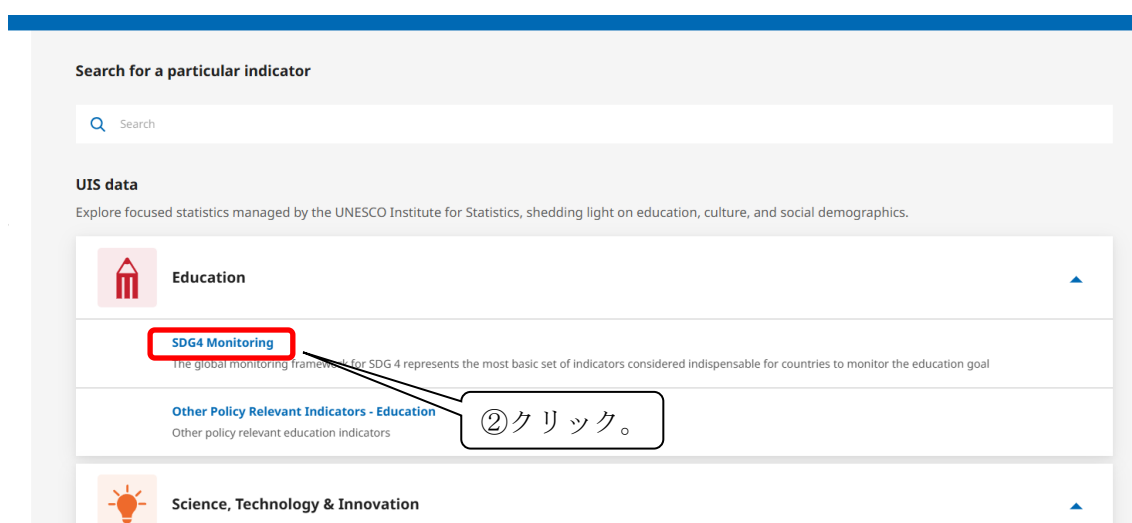 Search for a particular indicator
Search
UIS data
Explore focused statistics managed by the UNESCO Institute for Statistics, shedding light on education, culture, and social demographics.
Education
SDG4 Monitoring
The global monitoring framework for SDG 4 represents the most basic set of indicators considered indispensable for countries to monitor the education goal
Other Policy Relevant Indicators - Education
Other policy relevant education indicators
②クリック。
Science, Technology & Innovation